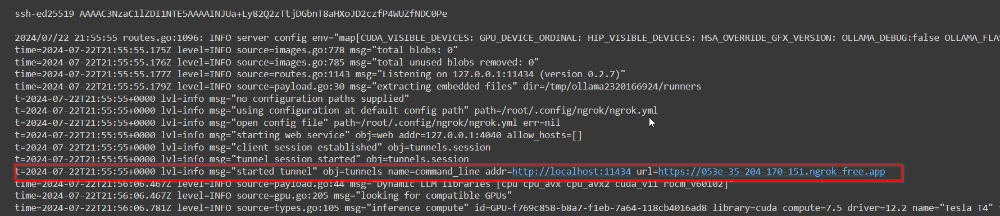 ssh-ed25519 AAAAC3NzaC1lZDI1NTE5AAAAINJUa+Ly82Q2zTtjDGbnT8aHXoJD2czfP4WUZfNDC0Pe
2024/07/22 21:55:55 routes.go:1096: INFO server config env="map[CUDA_VISIBLE_DEVICES: GPU_DEVICE_ORDINAL: HIP_VISIBLE_DEVICES: HSA_OVERRIDE_GFX_VERSION: OLLAMA_DEBUG:false OLLAMA_FLAS
time=2024-07-22T21:55:55.175Z level=INFO source=images.go:778 msg="total blobs: 0"
time=2024-07-22T21:55:55.176Z level=INFO source=images.go:785 msg="total unused blobs removed: 0"
time=2024-07-22T21:55:55.177Z level=INFO source=routes.go:1143 msg="Listening on 127.0.0.1:11434 (version 0.2.7)"
time=2024-07-22T21:55:55.179Z level=INFO source=payload.go:30 msg="extracting embedded files" dir=/tmp/ollama2320166924/runners
t=2024-07-22T21:55:55+0000 lvl=info msg="no configuration paths supplied"
t=2024-07-22T21:55:55+0000 lvl=info msg="using configuration at default config path" path=/root/.config/ngrok/ngrok.yml
t=2024-07-22T21:55:55+0000 lvl=info msg="open config file" path=/root/.config/ngrok/ngrok.yml err=nil
t=2024-07-22T21:55:55+0000 lvl=info msg="starting web service" obj=web addr=127.0.0.1:4040 allow_hosts=[]
t=2024-07-22T21:55:55+0000 lvl=info msg="client session established" obj=tunnels.session
t=2024-07-22T21:55:55+0000 lvl=info msg="tunnel session started" obj=tunnels.session
t=2024-07-22T21:55:55+0000 lvl=info msg="started tunnel" obj=tunnels name=command_line addr=http://localhost:11434 url=https://053e-35-204-170-151.ngrok-free.app
time=2024-07-22T21:56:06.467Z level=INFO source=payload.go:44 msg="Dynamic LLM libraries [cpu cpu_avx cpu_avx2 cuda_v11 rocm_v60102]"
time=2024-07-22T21:56:06.467Z level=INFO source=gpu.go:205 msg="looking for compatible GPUs"
time=2024-07-22T21:56:06.781Z level=INFO source=types.go:105 msg="inference compute" id=GPU-f769c858-b8a7-f1eb-7a64-118cb4016ad8 library=cuda compute=7.5 driver=12.2 name="Tesla T4"